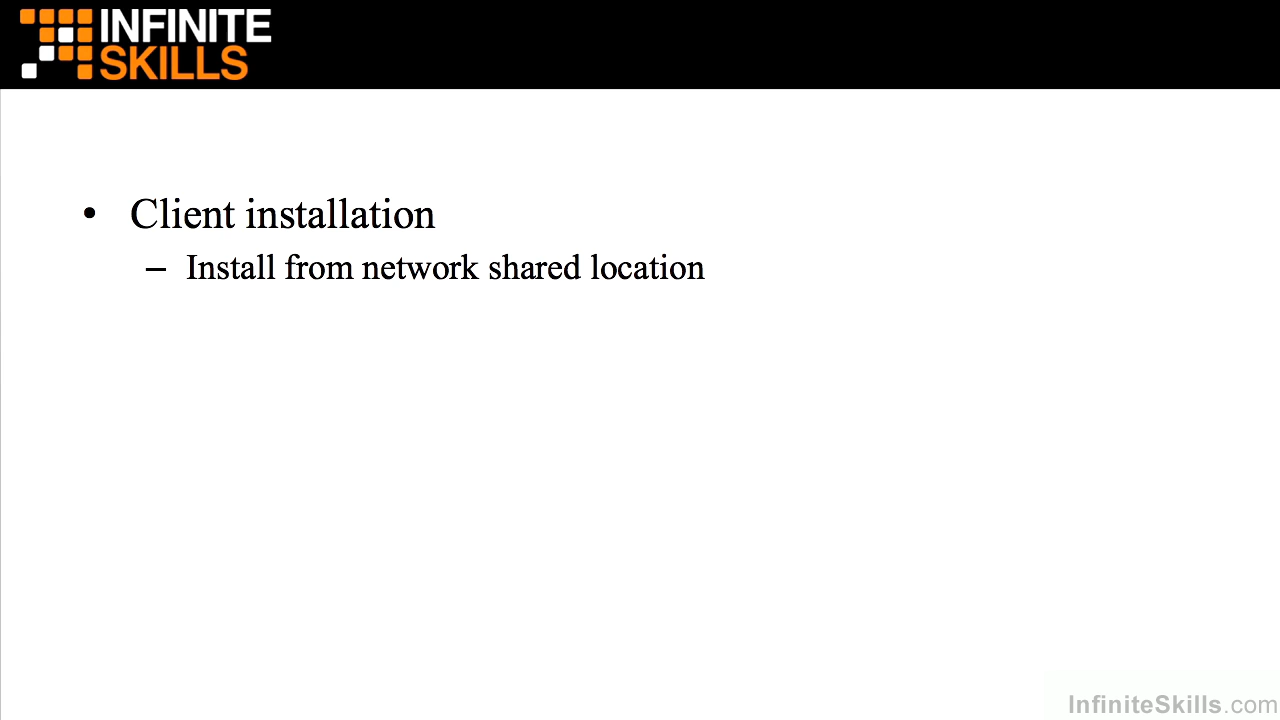 INFINITE
SKILLS
• Client installation
– Install from network shared location
InfiniteSkills.com